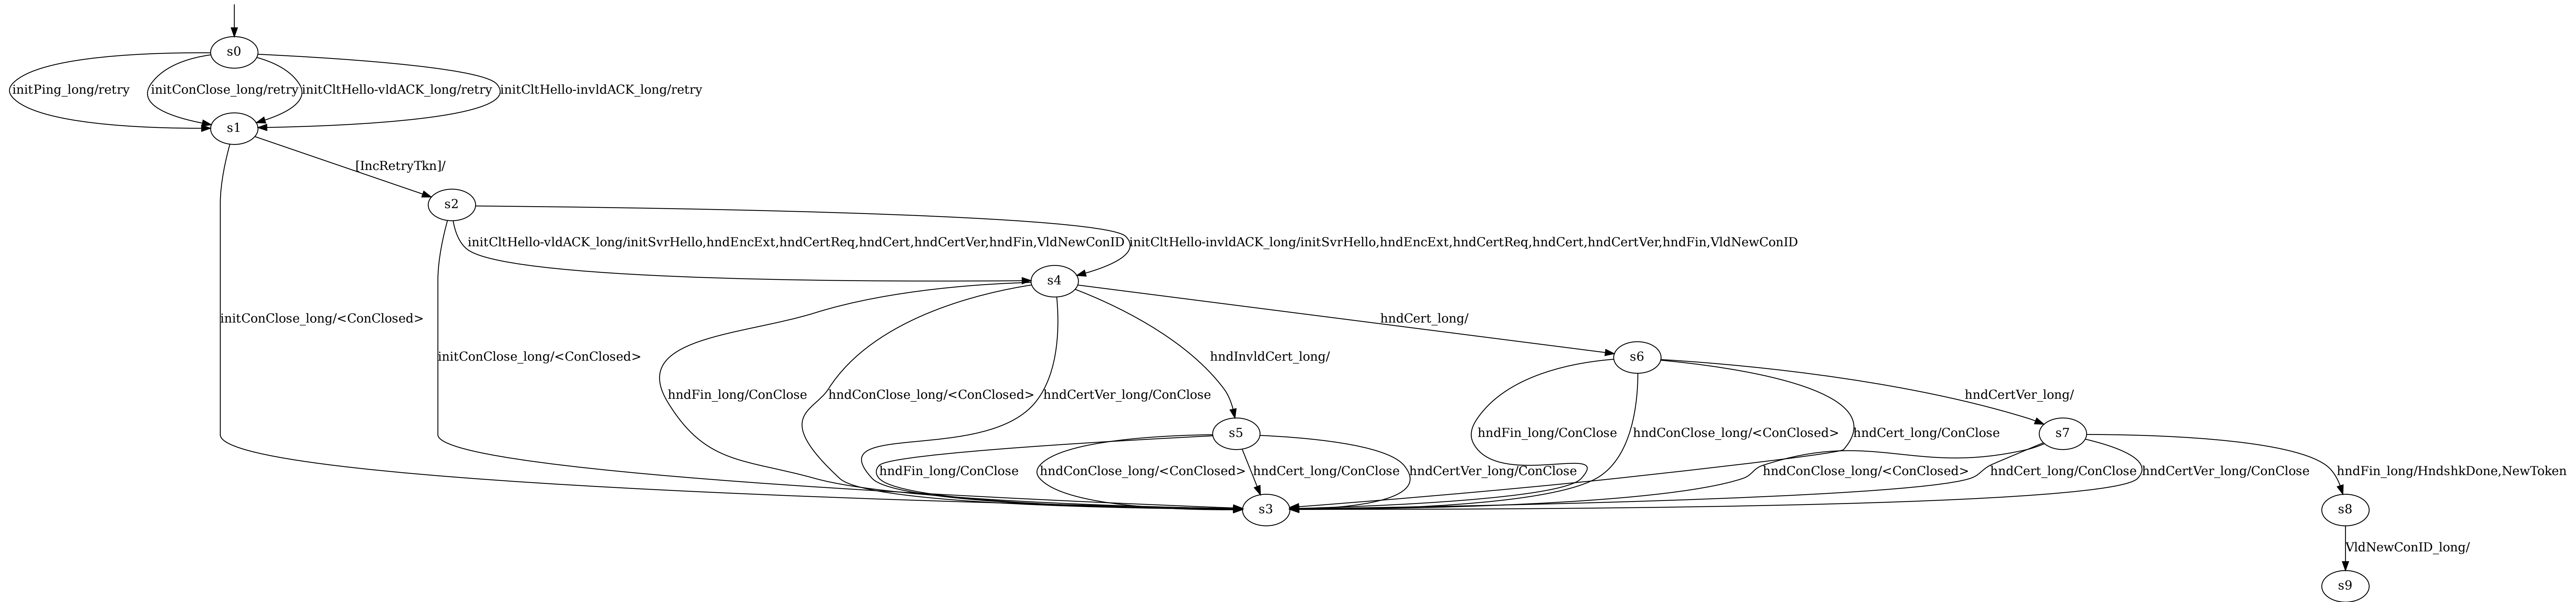 s0
initPing_long/retry
initConClose_long/retry
initCltHello-vldACK_long/retry
initCltHello-invldACK_long/retry
s1
[IncRetryTkn]/
s2
initCltHello-vldACK_long/initSvrHello,hndEncExt,hndCertReq,hndCert,hndCertVer,hndFin,VldNewConID
initCltHello-invldACK_long/initSvrHello,hndEncExt,hndCertReq,hndCert,hndCertVer,hndFin,VldNewConID
s4
initConClose_long/<ConClosed>
hndCert_long/
initConClose_long/<ConClosed>
hndInvldCert_long/
s6
hndFin_long/ConClose
hndConClose_long/<ConClosed>
hndCertVer_long/ConClose
hndCertVer_long/
s5
hndFin_long/ConClose
hndConClose_long/<ConClosed>
hndCert_long/ConClose
s7
hndFin_long/ConClose
hndConClose_long/<ConClosed>
hndCert_long/ConClose
hndCertVer_long/ConClose
hndConClose_long/<ConClosed>
hndCert_long/ConClose
hndCertVer_long/ConClose
hndFin_long/HndshkDone,NewToken
s3
s8
VldNewConID_long/
s9